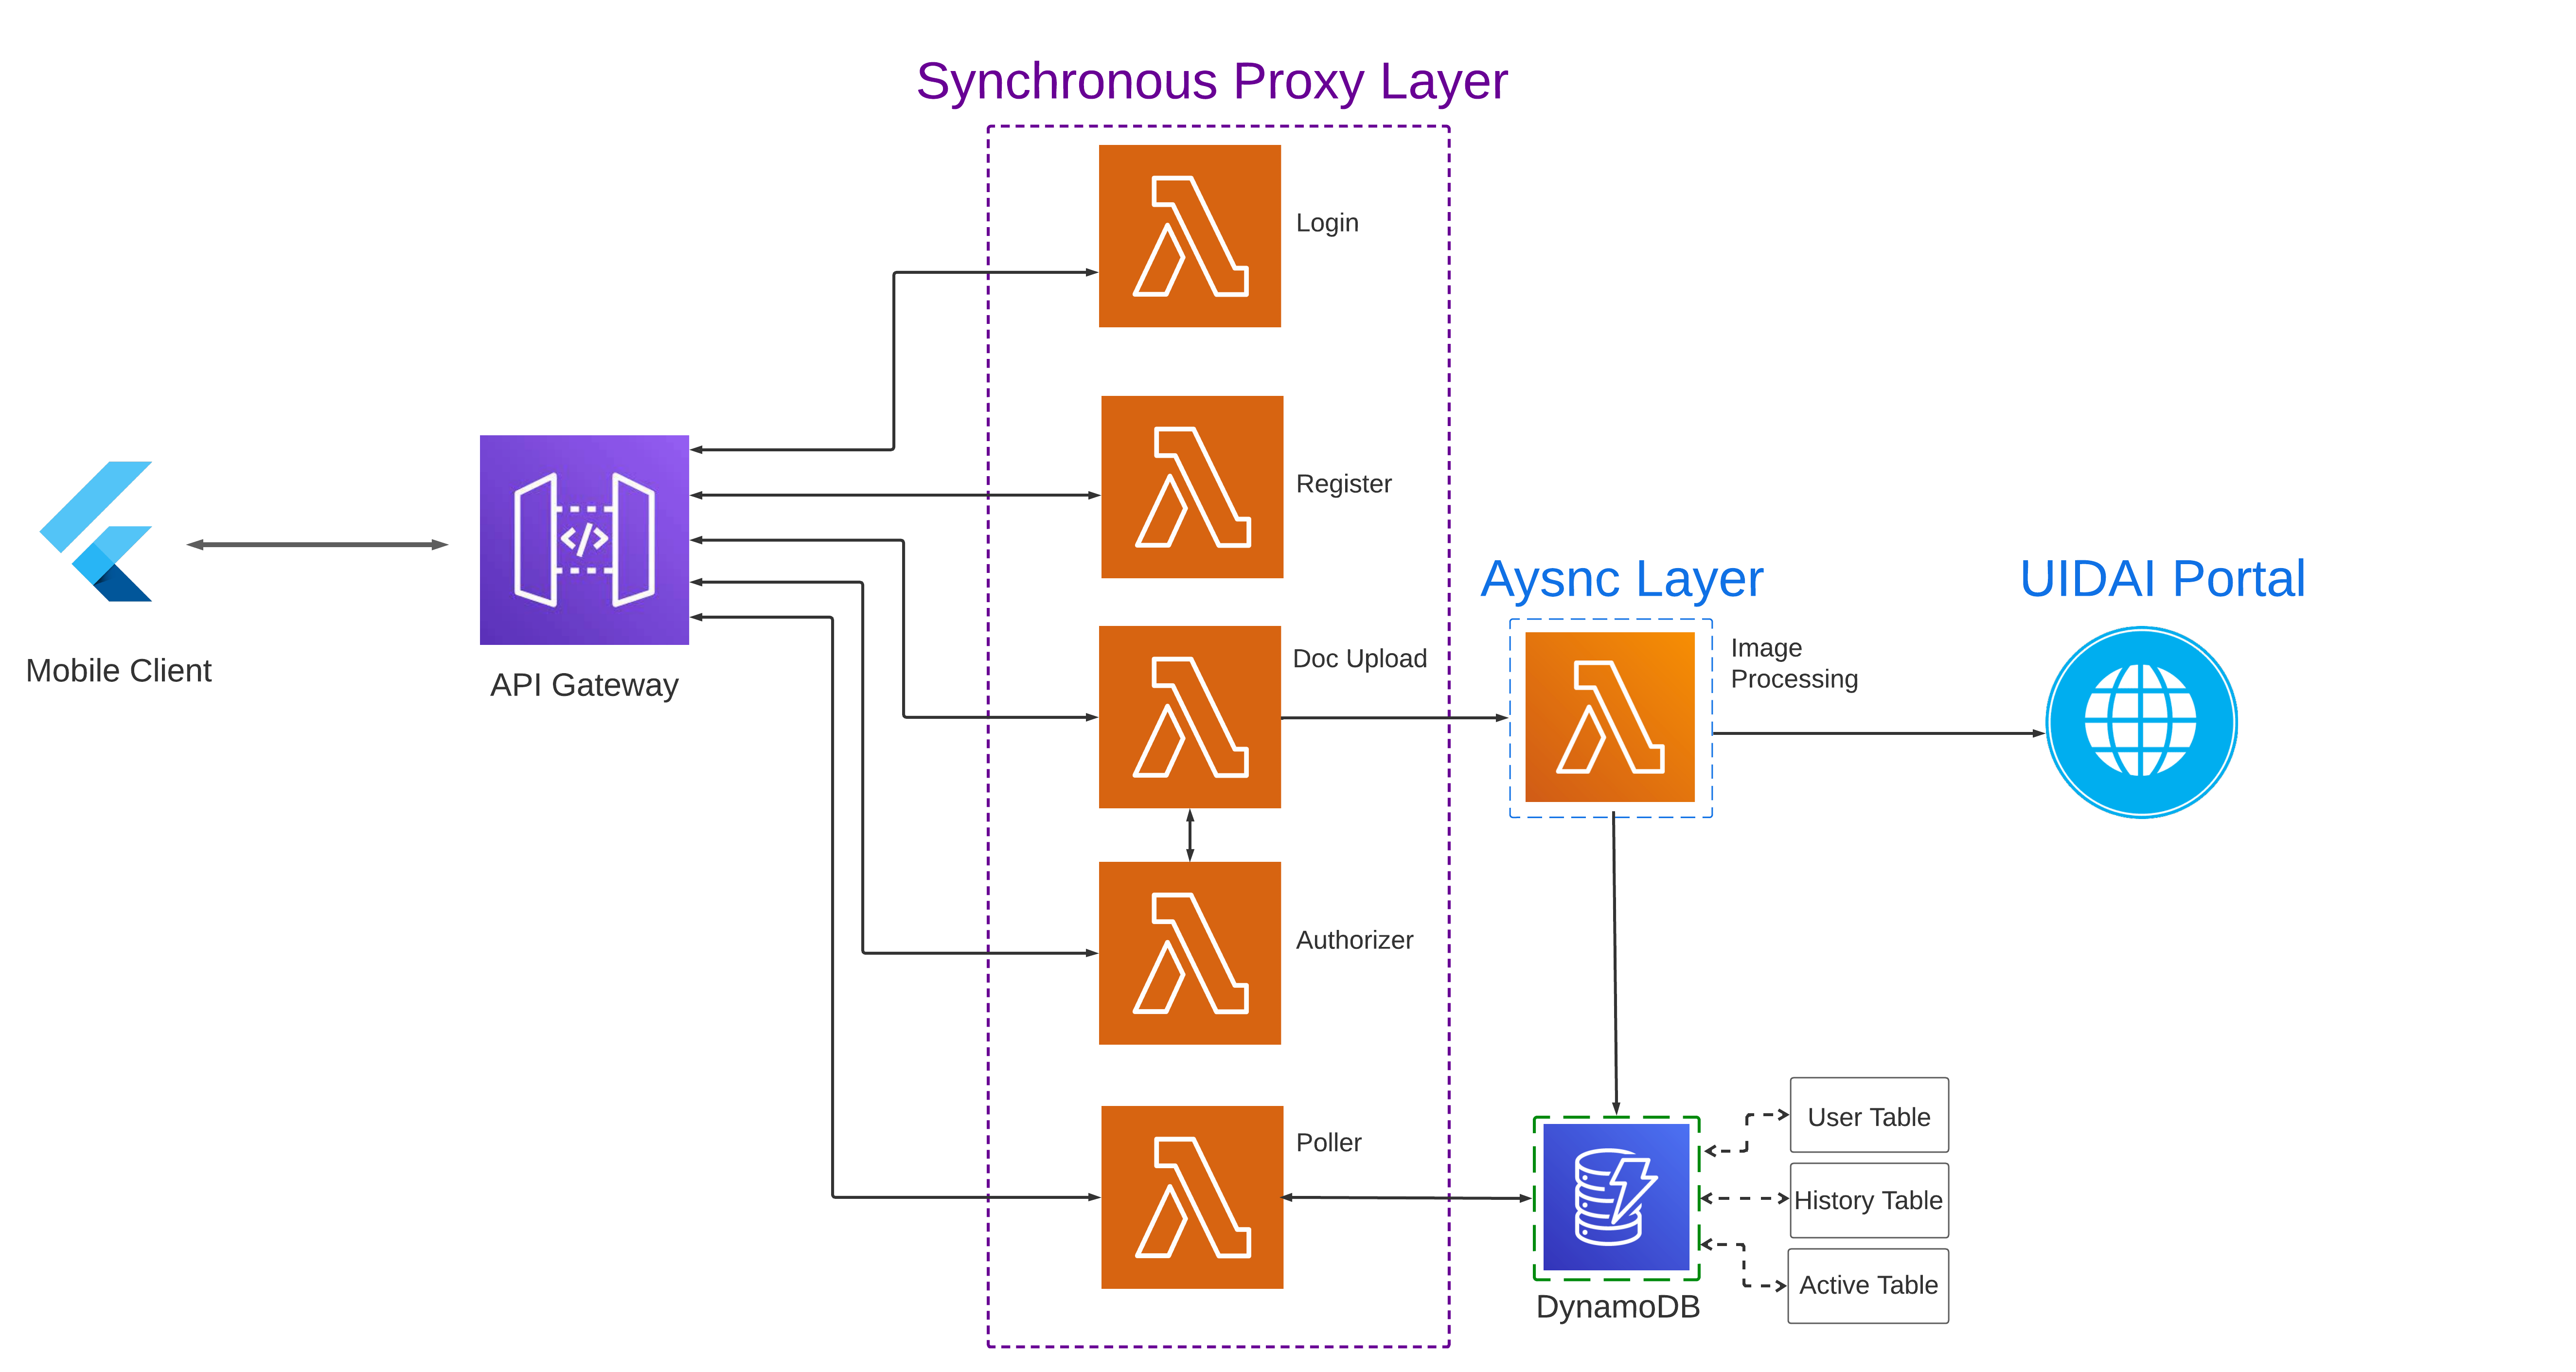 Synchronous Proxy Layer
Login
Register
Mobile Client
API Gateway
Doc Upload
Aysnc Layer
Image
Processing
UIDAI Portal
Authorizer
Poller
DynamoDB
User Table
History Table
Active Table